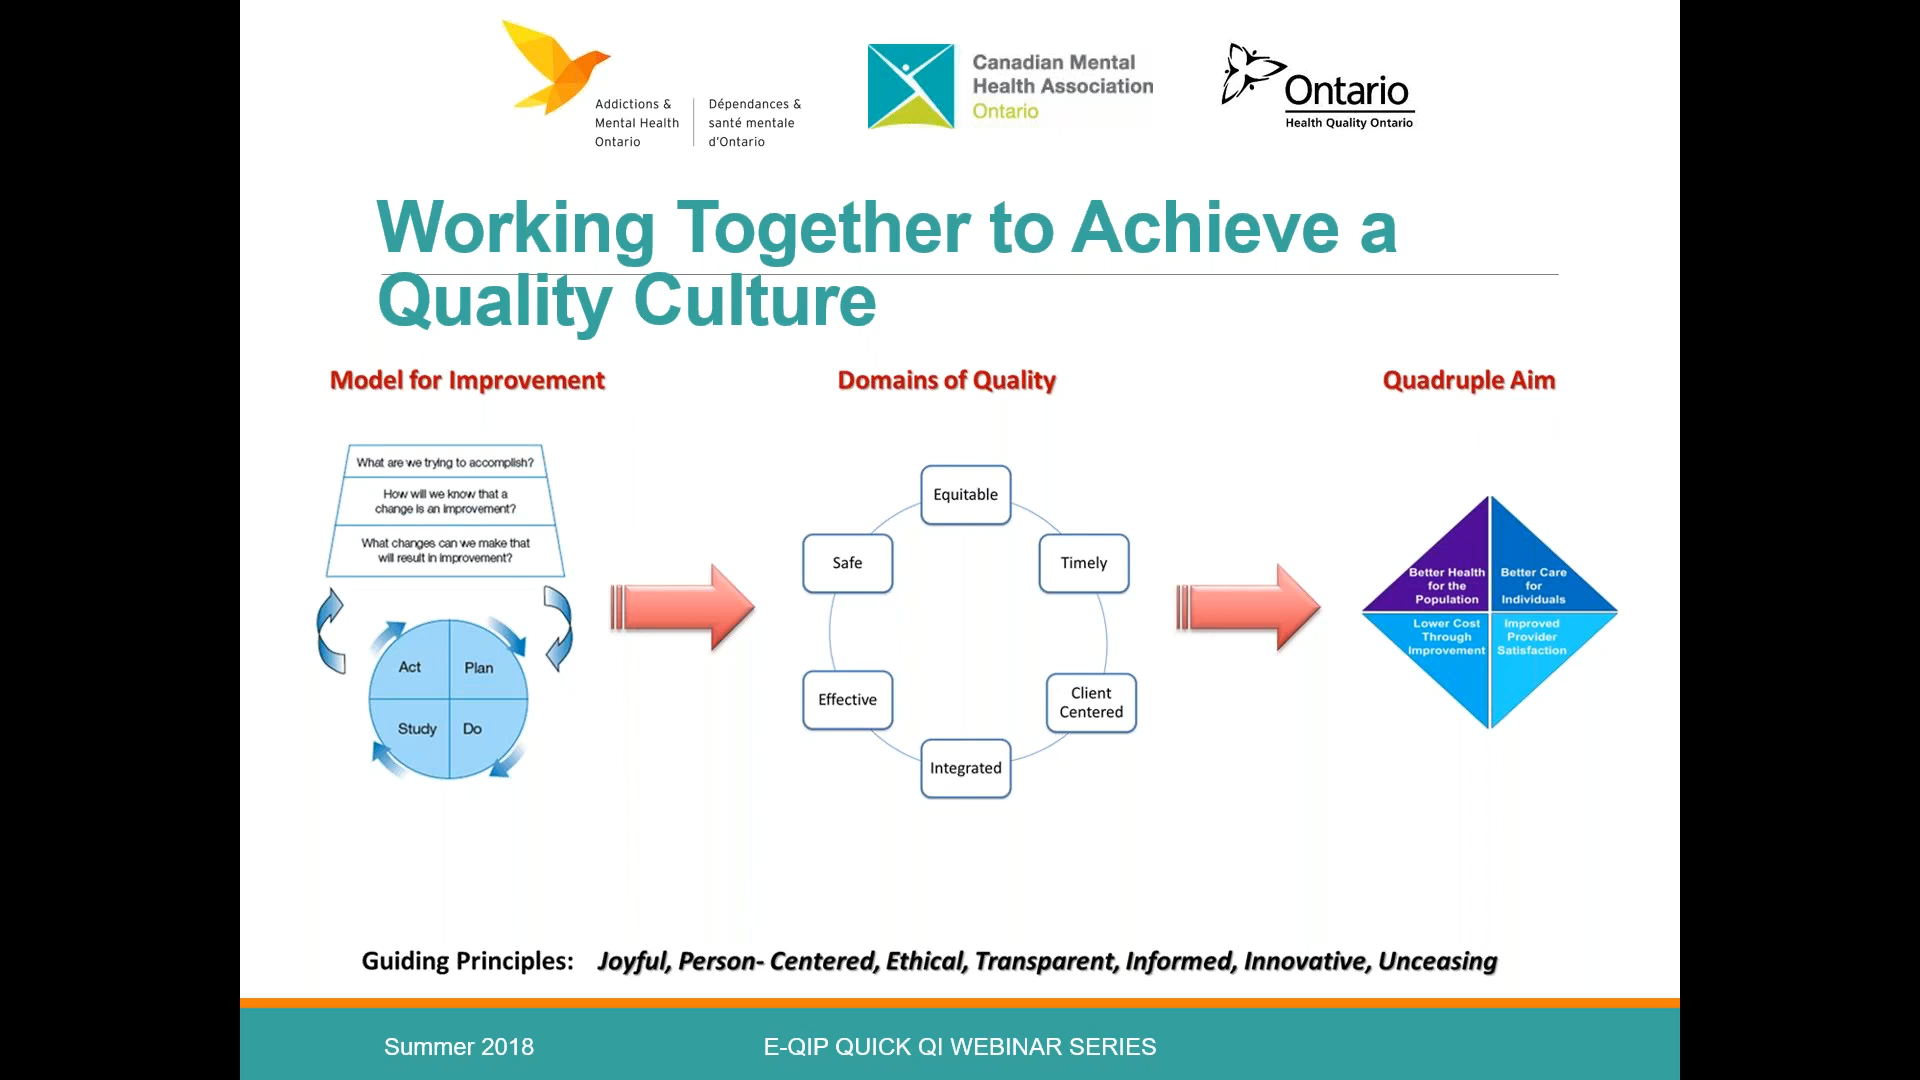 Addictions &
Mental Health
Ontario
Dépendances &
santé mentale
d'Ontario
Canadian Mental
Health Association
Ontario
Ontario
Health Quality Ontario
Working Together to Achieve a
Quality Culture
Model for Improvement
What are we trying to accomplish?
How will we know that a
change is an improvement?
What changes can we make that
will result in improvement?
Act
Plan
Study
Do
Domains of Quality
Equitable
Timely
Client
Centered
Integrated
Effective
Safe
Quadruple Aim
Better Health
for the
Population
Better Care
for
Individuals
Lower Cost
Through
Improvement
Improved
Provider
Satisfaction
Guiding Principles: Joyful, Person- Centered, Ethical, Transparent, Informed, Innovative, Unceasing
Summer 2018
E-QIP QUICK QI WEBINAR SERIES